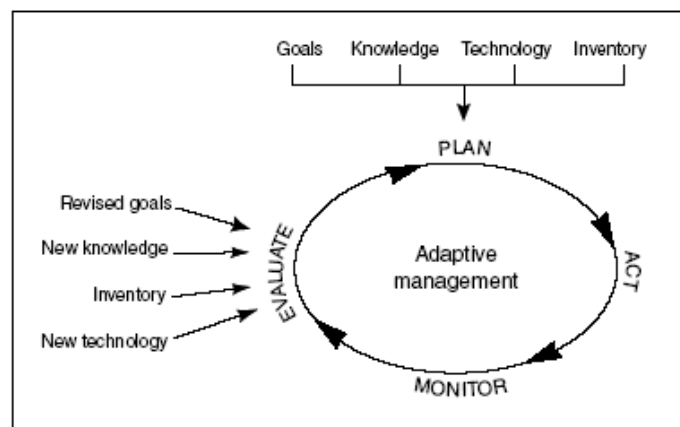 Goals Knowledge Technology Inventory
PLAN
Revised goals
New knowledge
Inventory
New technology
EVALUATE
Adaptive
management
ACT
MONITOR